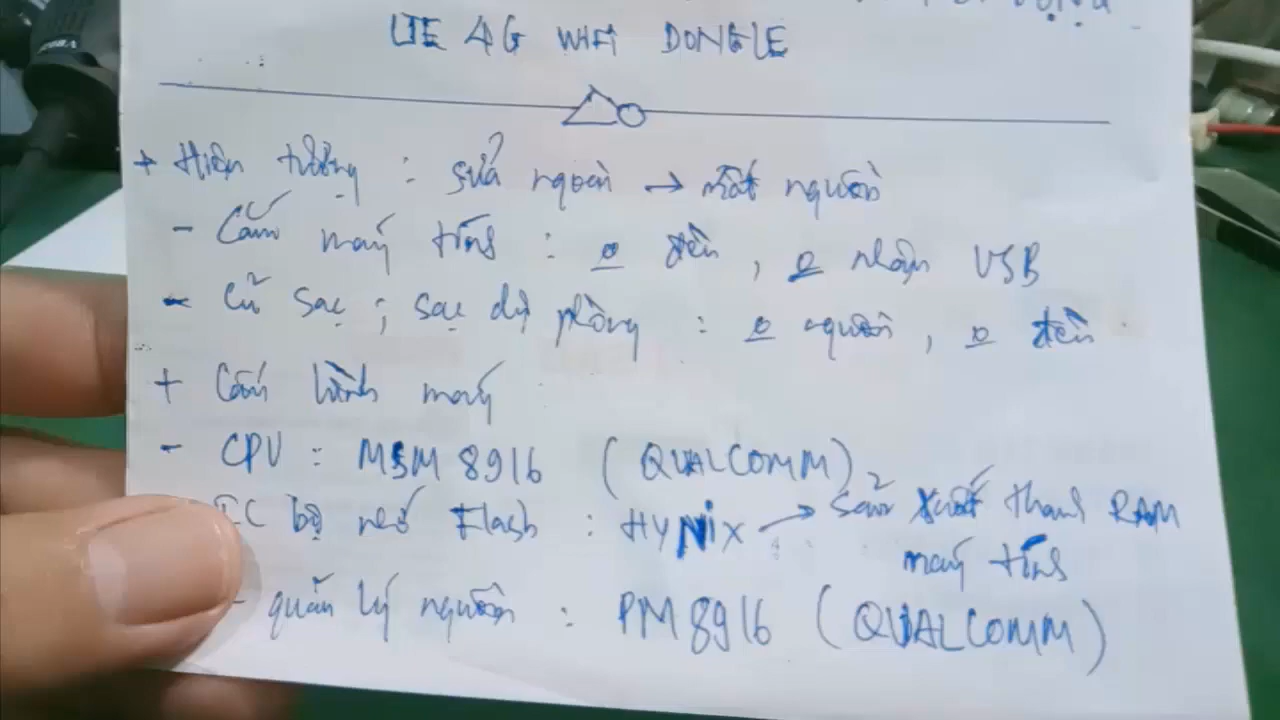 LTE 4G WIFI DONGLE
+ Hiện tượng : sửa ngoài → mất nguồn
- Cắm máy tính : o đèn, o nhận USB
- Củ sạc ; sạc dự phòng : o nguồn, o đèn
+ Cấu hình máy
- CPU : MSM 8916 (QUALCOMM)
IC bộ nhớ Flash : HYNIX → sản xuất thanh RAM
máy tính
- quản lý nguồn : PM 8916 (QUALCOMM)